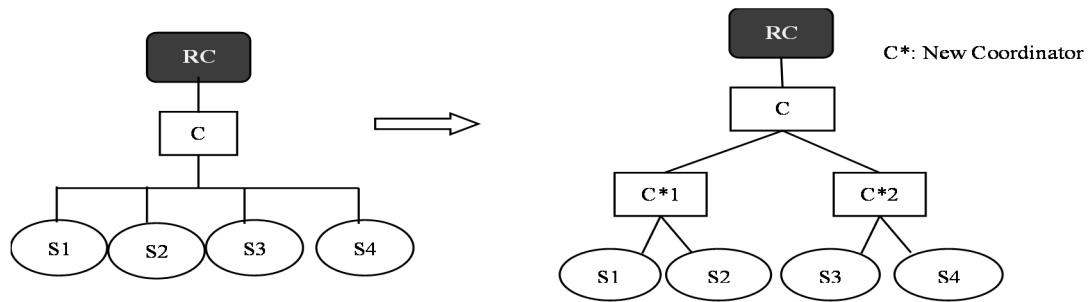 RC
C
S1 S2 S3 S4
RC
C*: New Coordinator
C
C*1 C*2
S1 S2 S3 S4